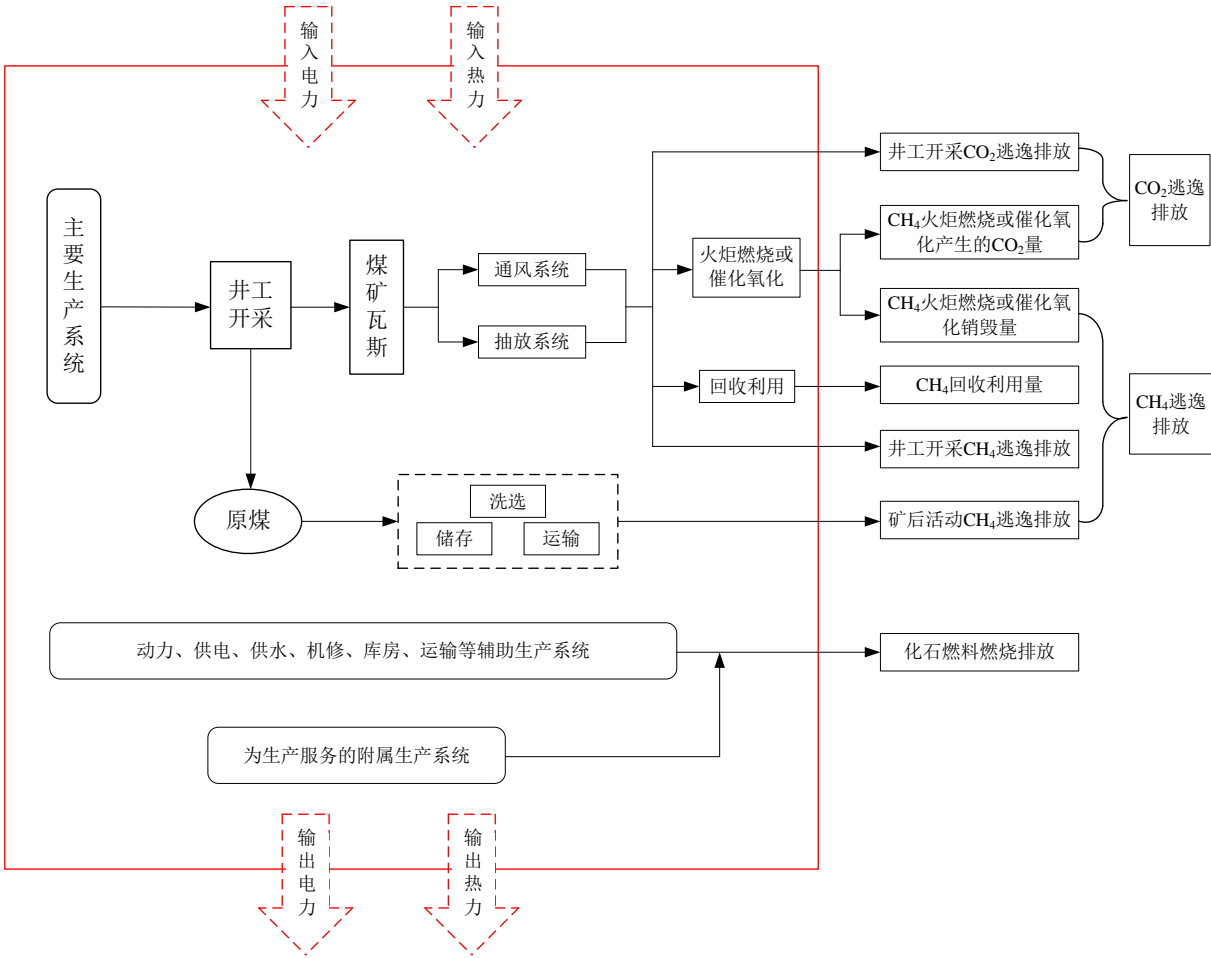 输入电力
输入热力
主要生产系统
井工
开采
煤矿瓦斯
通风系统
抽放系统
火炬燃烧或
催化氧化
回收利用
井工开采CO₂逃逸排放
CH₄火炬燃烧或催化氧
化产生的CO₂量
CH₄火炬燃烧或催化氧
化销毁量
CH₄回收利用量
井工开采CH₄逃逸排放
矿后活动CH₄逃逸排放
CO₂逃逸
排放
CH₄逃逸
排放
原煤
洗选
储存
运输
动力、供电、供水、机修、库房、运输等辅助生产系统
化石燃料燃烧排放
为生产服务的附属生产系统
输出电力
输出热力